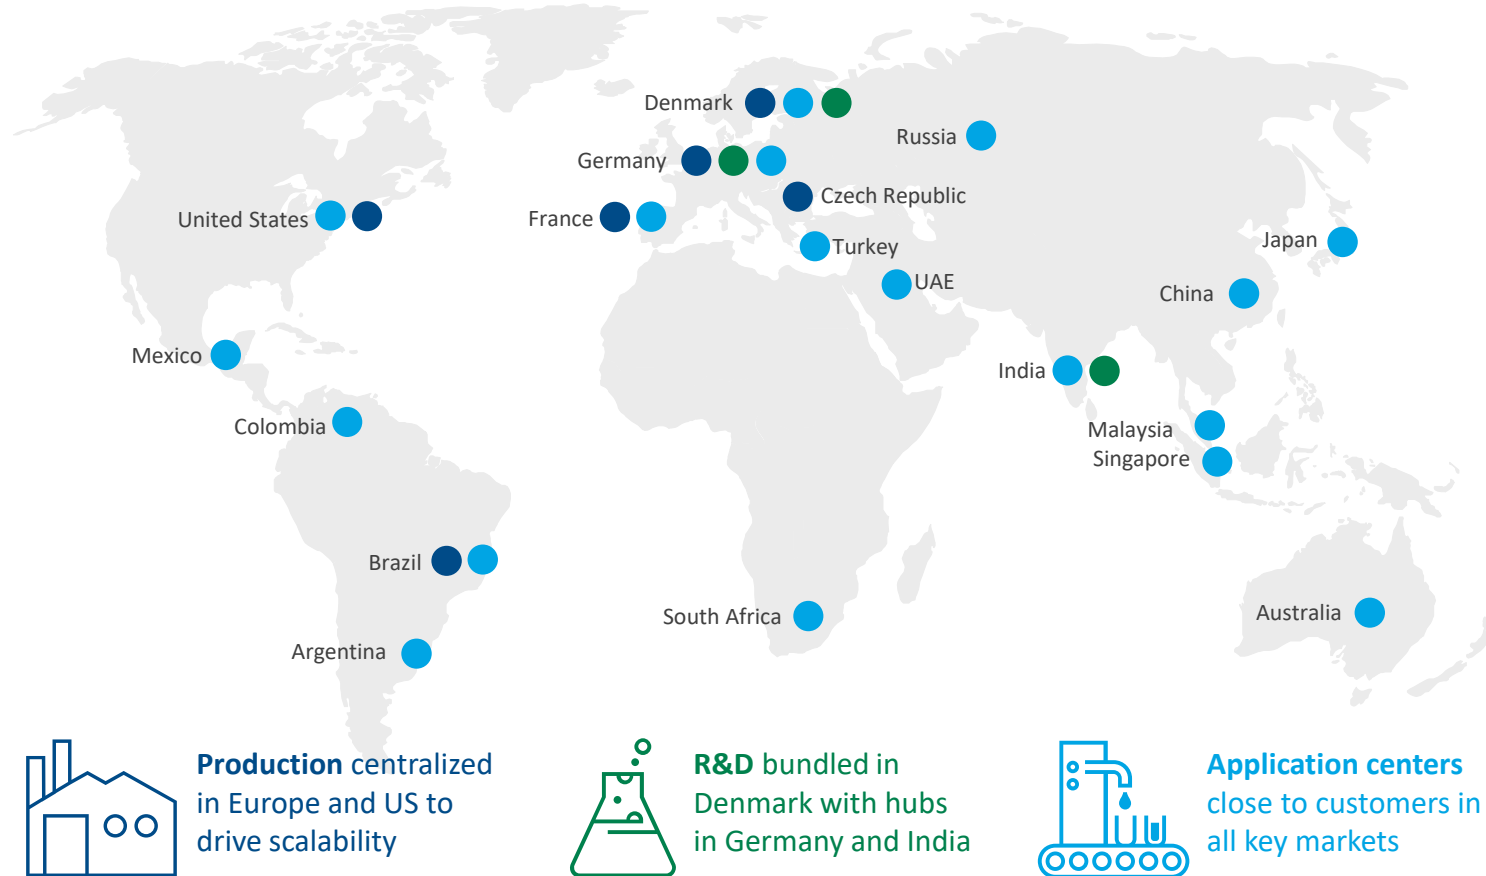 Denmark
Russia
Germany
Czech Republic
United States
France
Turkey
Japan
UAE
China
Mexico
India
Colombia
Malaysia
Singapore
Brazil
South Africa
Australia
Argentina
Production centralized
in Europe and US to
drive scalability
R&D bundled in
Denmark with hubs
in Germany and India
Application centers
close to customers in
all key markets